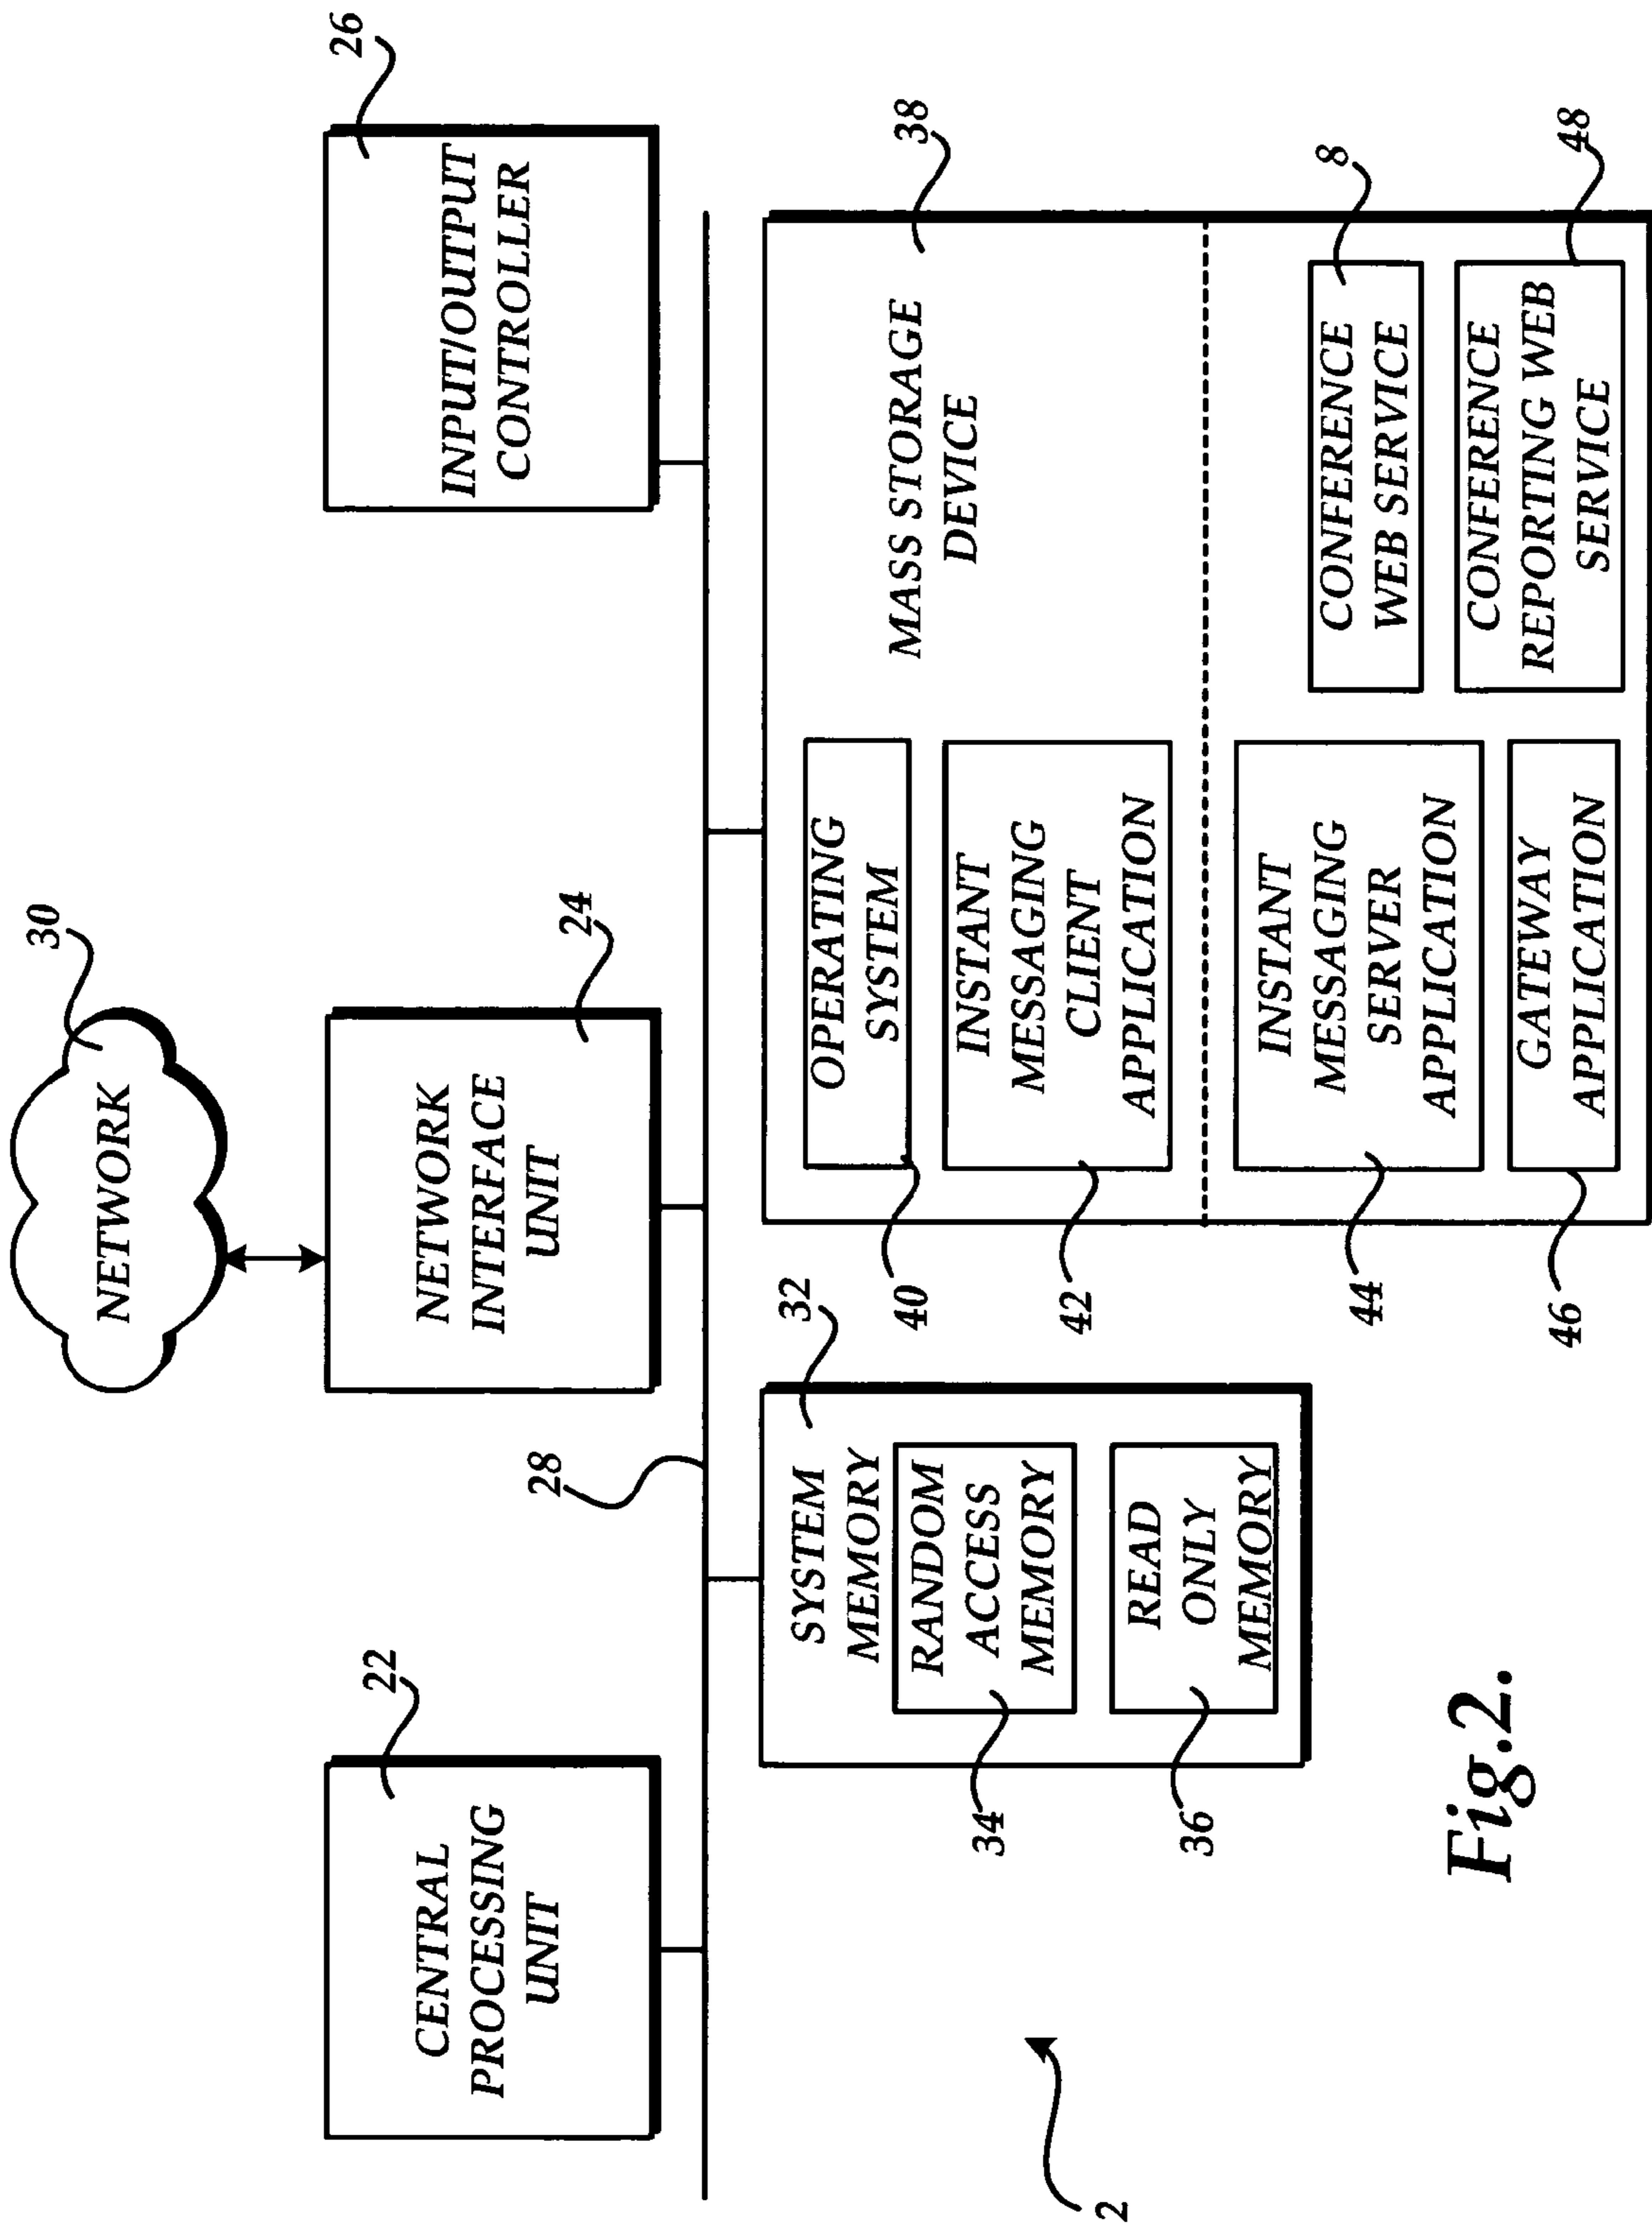 30
NETWORK
22
CENTRAL
PROCESSING
UNIT
24
NETWORK
INTERFACE
UNIT
26
INPUT/OUTPUT
CONTROLLER
28
32
SYSTEM
MEMORY
RANDOM
ACCESS
MEMORY
34
READ
ONLY
MEMORY
36
38
MASS STORAGE
DEVICE
OPERATING
SYSTEM
40
INSTANT
MESSAGING
CLIENT
APPLICATION
42
INSTANT
MESSAGING
SERVER
APPLICATION
44
GATEWAY
APPLICATION
46
8
CONFERENCE
WEB SERVICE
48
CONFERENCE
REPORTING WEB
SERVICE
2
Fig.2.